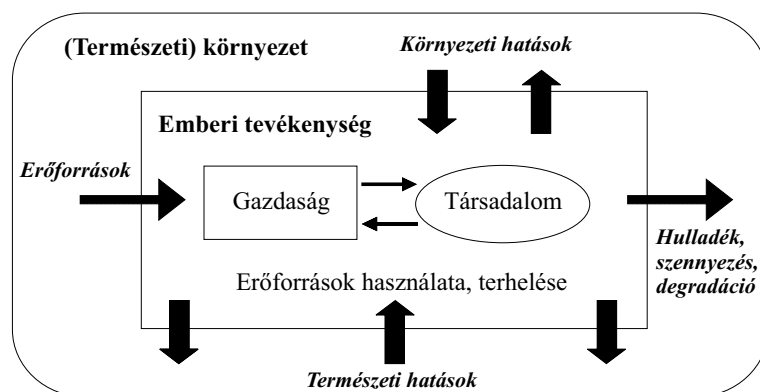 (Természeti) környezet
Környezeti hatások
Emberi tevékenység
Erőforrások
Gazdaság
Társadalom
Hulladék,
szennyezés,
degradáció
Erőforrások használata, terhelése
Természeti hatások